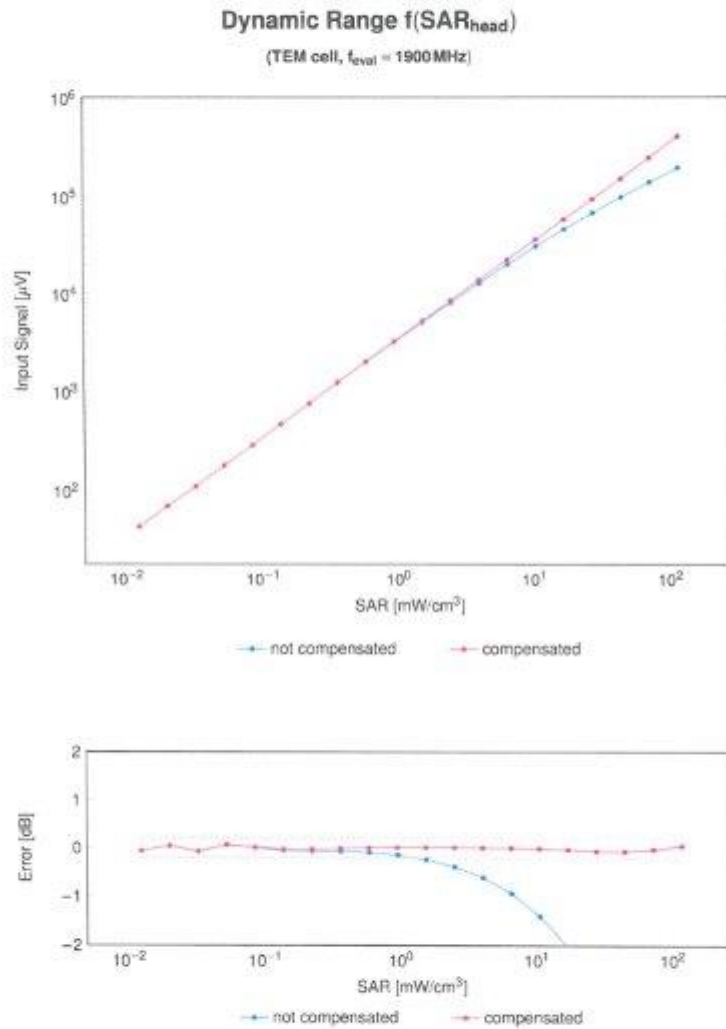 Dynamic Range f(SAR_head)
(TEM cell, f_eval = 1900 MHz)
10^6
10^5
10^4
10^3
10^2
Input Signal [µV]
10^-2 10^-1 10^0 10^1 10^2
SAR [mW/cm^3]
not compensated compensated
2
1
0
-1
-2
Error [dB]
10^-2 10^-1 10^0 10^1 10^2
SAR [mW/cm^3]
not compensated compensated